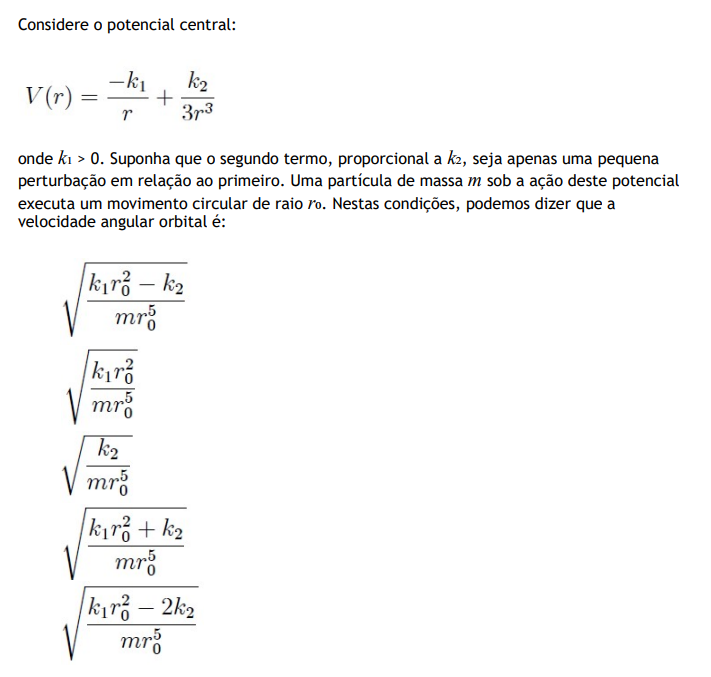 Considere o potencial central:
V(r) = \frac{-k_1}{r} + \frac{k_2}{3r^3}
onde k₁ > 0. Suponha que o segundo termo, proporcional a k₂, seja apenas uma pequena
perturbação em relação ao primeiro. Uma partícula de massa m sob a ação deste potencial
executa um movimento circular de raio r₀. Nestas condições, podemos dizer que a
velocidade angular orbital é:
\sqrt{\frac{k_1 r_0^2 - k_2}{m r_0^5}}
\sqrt{\frac{k_1 r_0^2}{m r_0^5}}
\sqrt{\frac{k_2}{m r_0^5}}
\sqrt{\frac{k_1 r_0^2 + k_2}{m r_0^5}}
\sqrt{\frac{k_1 r_0^2 - 2k_2}{m r_0^5}}